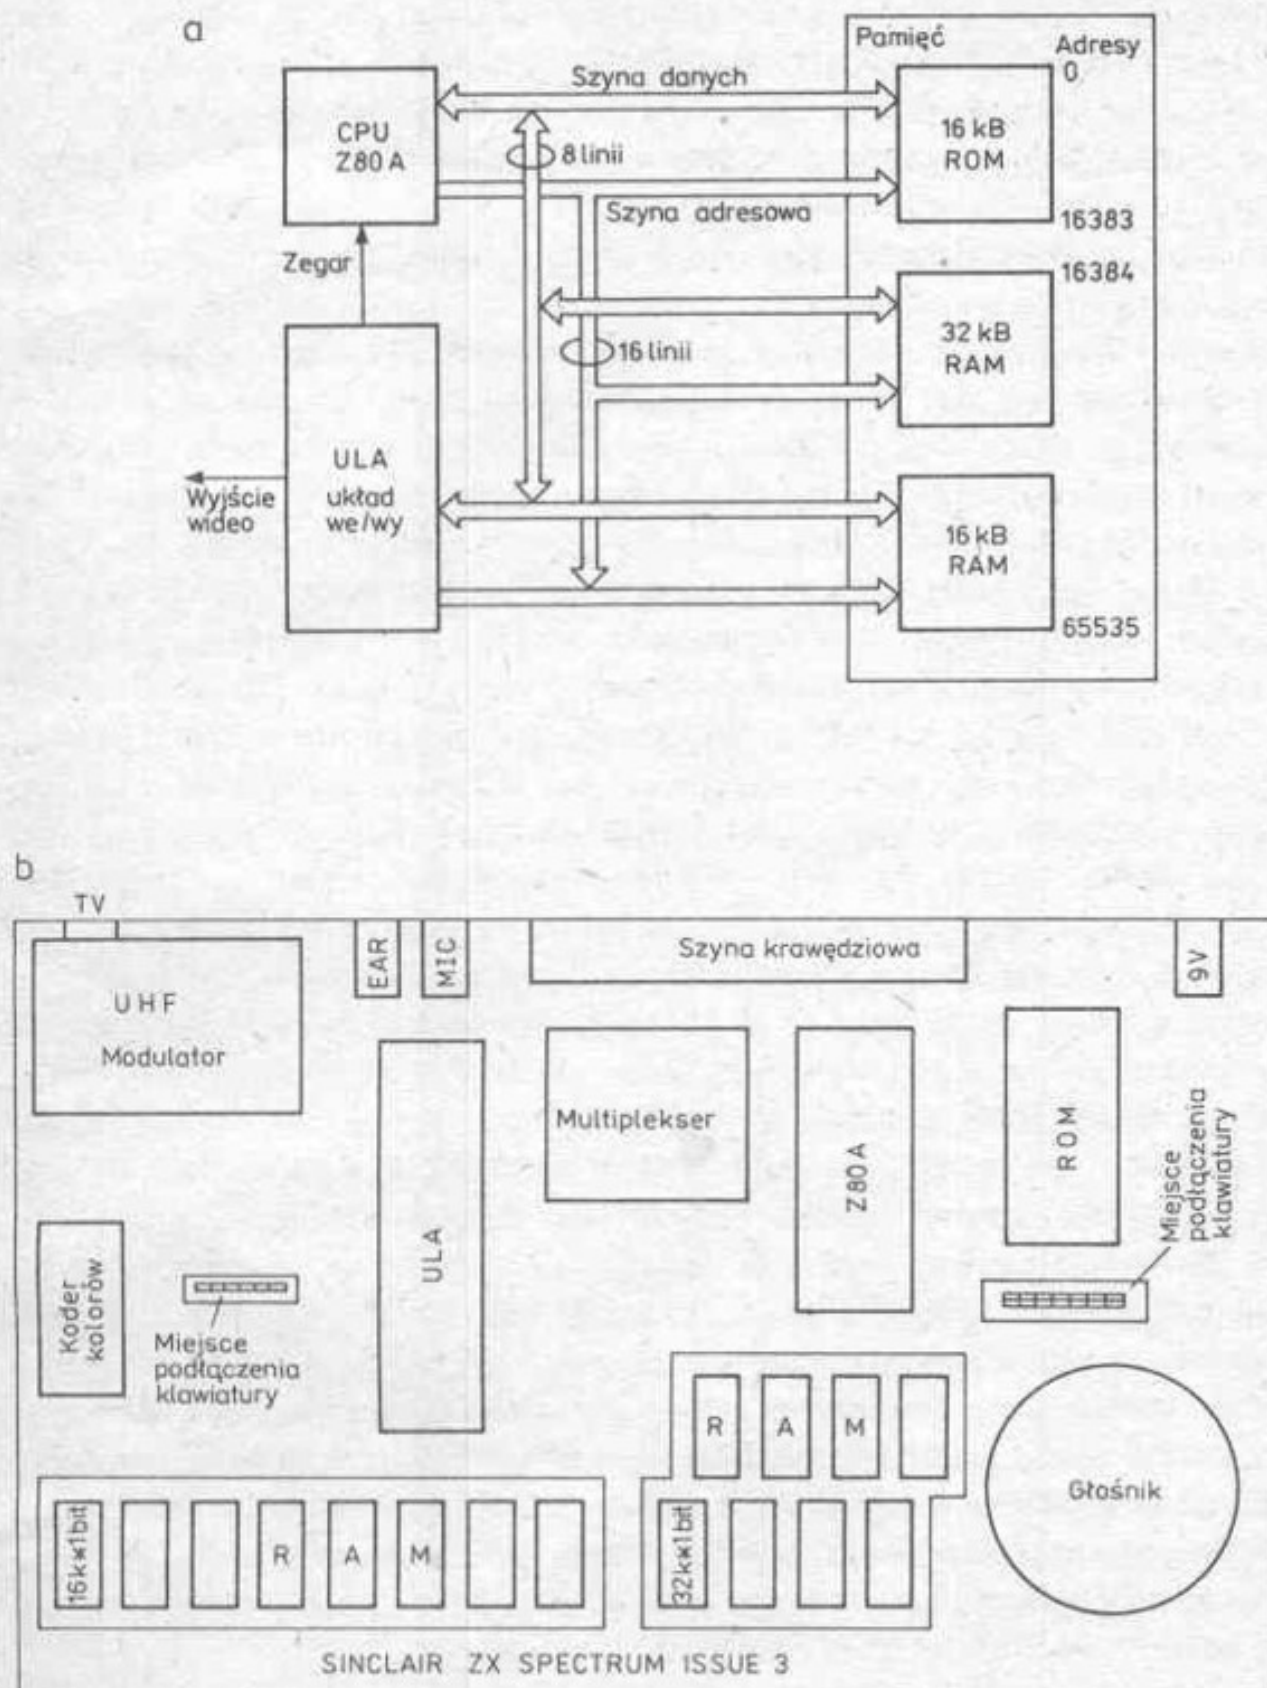 a
Pamięć
Adresy
0
Szyna danych
CPU
Z80 A
8 linii
16 kB
ROM
Szyna adresowa
16383
Zegar
16384
16 linii
32 kB
RAM
ULA
układ
we/wy
Wyjście
wideo
16 kB
RAM
65535
b
TV
EAR
MIC
Szyna krawędziowa
9V
UHF
Modulator
Multiplekser
Z80A
ROM
Miejsce
podłączenia
klawiatury
ULA
Koder
kolorów
Miejsce
podłączenia
klawiatury
R A M
Głośnik
16k*1bit
R A M
32k*1bit
SINCLAIR ZX SPECTRUM ISSUE 3